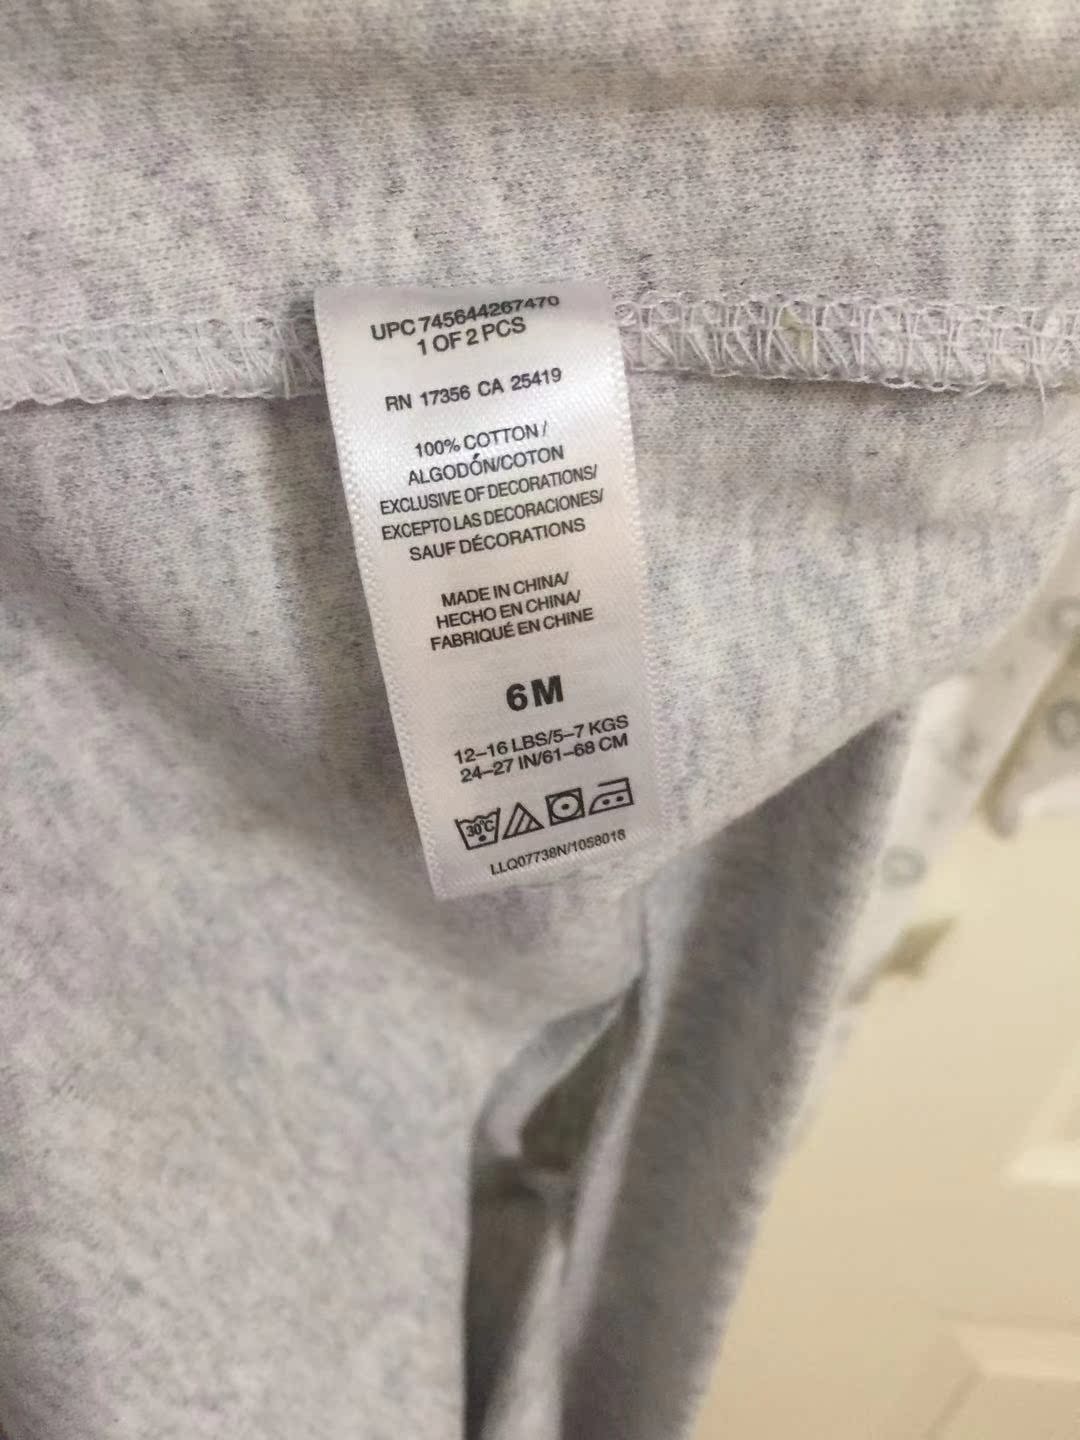 UPC 745644267470
1 OF 2 PCS
RN 17356 CA 25419
100% COTTON/
ALGODÓN/COTON
EXCLUSIVE OF DECORATIONS/
EXCEPTO LAS DECORACIONES/
SAUF DÉCORATIONS
MADE IN CHINA/
HECHO EN CHINA/
FABRIQUÉ EN CHINE
6M
12–16 LBS/5–7 KGS
24–27 IN/61–68 CM
30°C
LLQ07738N/1058018